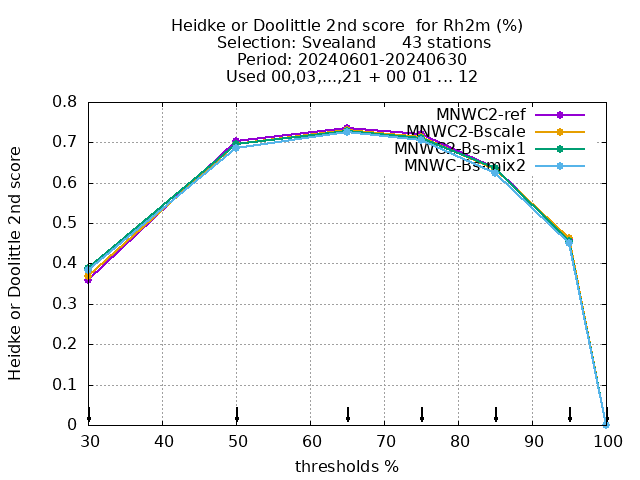 Heidke or Doolittle 2nd score  for Rh2m (%)
Selection: Svealand     43 stations
Period: 20240601-20240630
Used 00,03,...,21 + 00 01 ... 12
MNWC2-ref
MNWC2-Bscale
MNWC2-Bs-mix1
MNWC-Bs-mix2
Heidke or Doolittle 2nd score
0.8
0.7
0.6
0.5
0.4
0.3
0.2
0.1
0
30 40 50 60 70 80 90 100
thresholds %